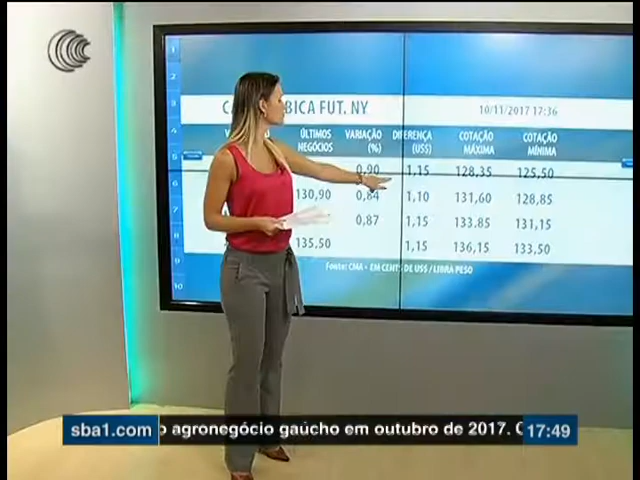 1
2
3
4
5
6
7
8
9
10
BICA FUT. NY 10/11/2017 17:36
ÚLTIMOS NEGÓCIOS VARIAÇÃO (%) DIFERENÇA (US$) COTAÇÃO MÁXIMA COTAÇÃO MÍNIMA
0,90 1,15 128,35 125,50
130,90 0,84 1,10 131,60 128,85
0,87 1,15 133,85 131,15
135,50 1,15 136,15 133,50
Fonte: CMA - EM CENTS DE US$ / LIBRA PESO
sba1.com o agronegócio gaúcho em outubro de 2017. 17:49